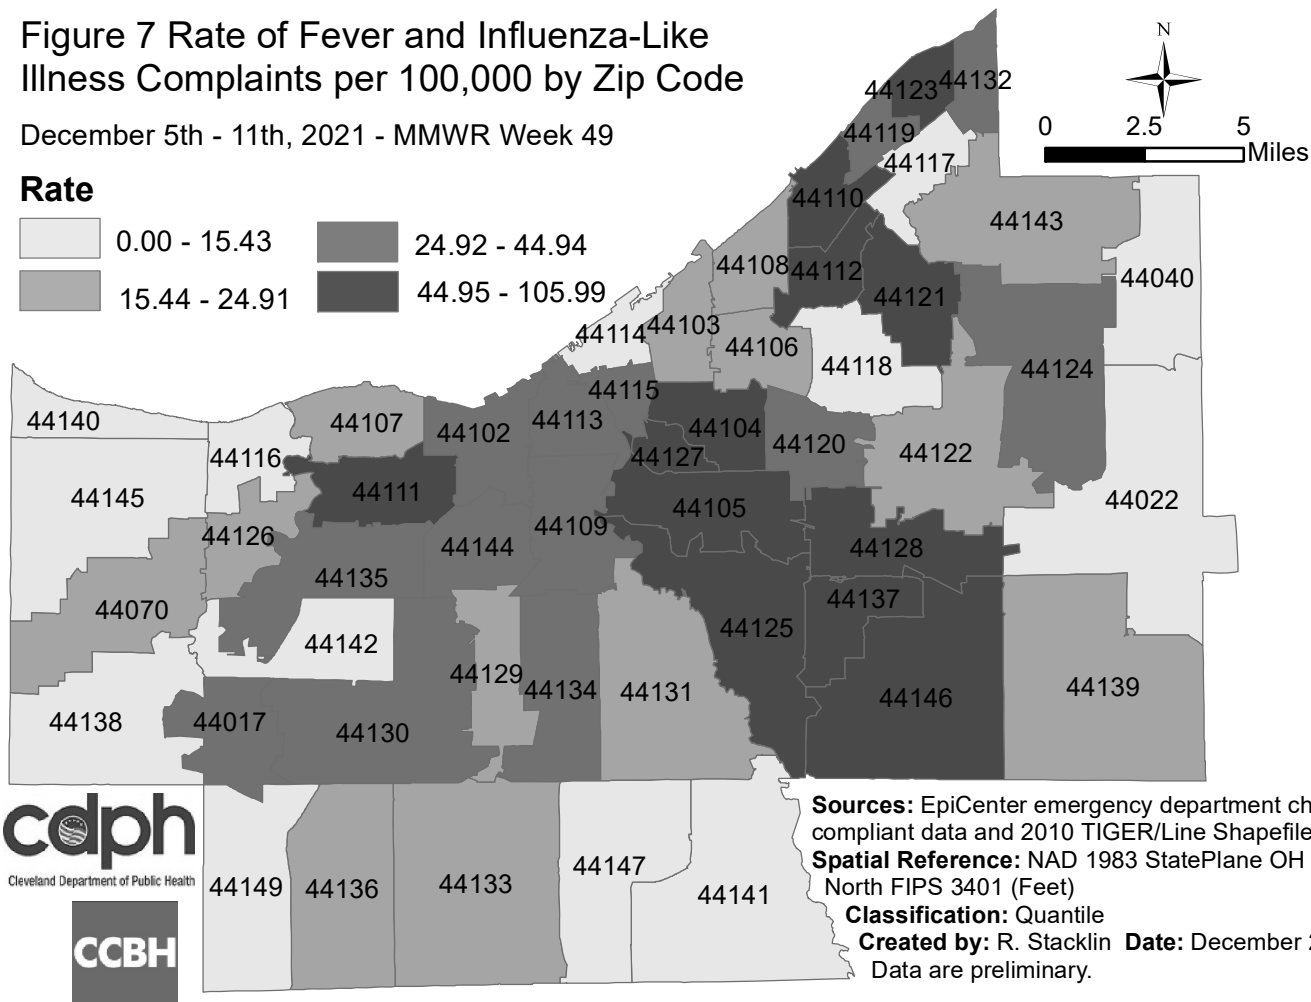 Figure 7 Rate of Fever and Influenza-Like
Illness Complaints per 100,000 by Zip Code
December 5th - 11th, 2021 - MMWR Week 49
Rate
0.00 - 15.43
24.92 - 44.94
15.44 - 24.91
44.95 - 105.99
N
0 2.5 5
Miles
44132
44123
44119
44117
44110
44143
44108
44112
44040
44121
44114
44103
44106
44118
44124
44115
44140
44107
44102
44113
44104
44120
44122
44116
44127
44145
44111
44105
44022
44126
44109
44144
44128
44135
44070
44137
44125
44142
44129
44134
44131
44139
44146
44138
44017
44130
44149
44136
44133
44147
44141
cdph
Cleveland Department of Public Health
CCBH
Sources: EpiCenter emergency department ch
compliant data and 2010 TIGER/Line Shapefile
Spatial Reference: NAD 1983 StatePlane OH
North FIPS 3401 (Feet)
Classification: Quantile
Created by: R. Stacklin Date: December
Data are preliminary.